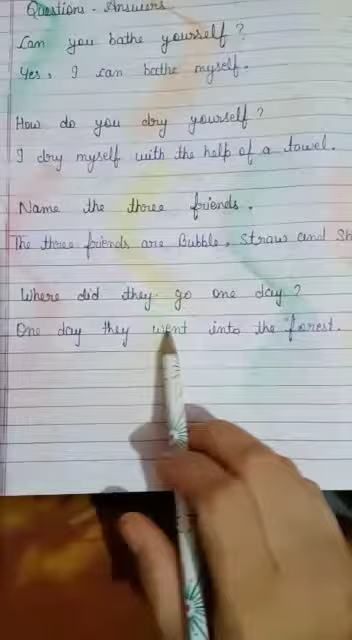 Question - Answers
Can you bathe yourself ?
Yes, I can bathe myself.
How do you dry yourself ?
I dry myself with the help of a towel.
Name the three friends.
The three friends are Bubble, Straw and Sh
Where did they go one day ?
One day they went into the forest.